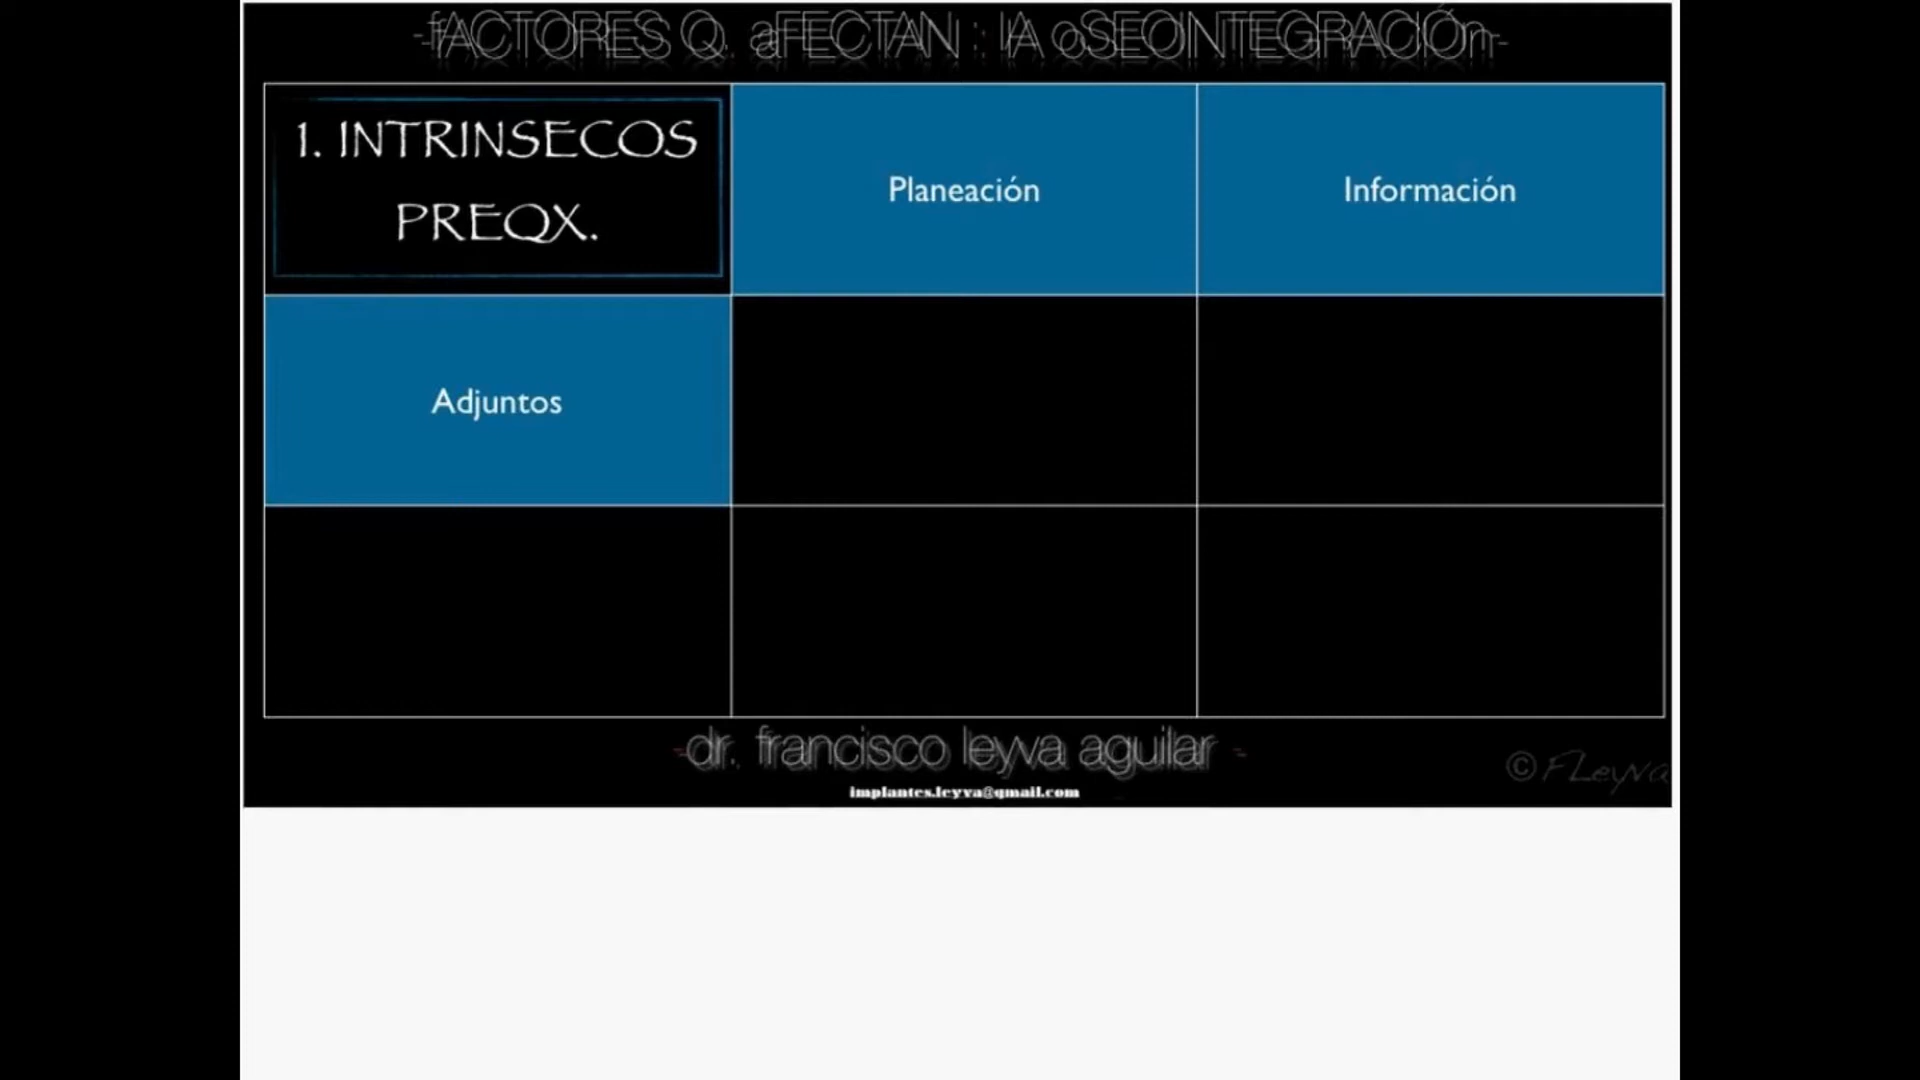 -fACTORES Q. aFECTAN : lA oSEOINTEGRACIÓn-
1. INTRINSECOS
PREQX.
Planeación
Información
Adjuntos
-dr. francisco leyva aguilar -
implantes.leyva@gmail.com
© FLeyva